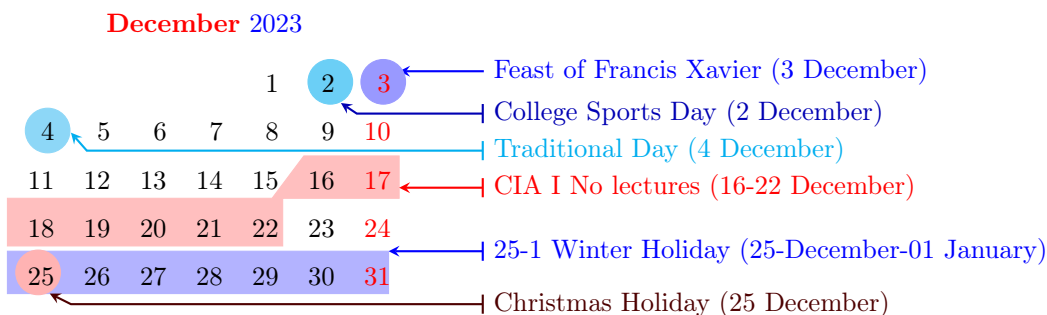 December 2023
1 2 3
Feast of Francis Xavier (3 December)
College Sports Day (2 December)
4 5 6 7 8 9 10
Traditional Day (4 December)
11 12 13 14 15 16 17
CIA I No lectures (16-22 December)
18 19 20 21 22 23 24
25-1 Winter Holiday (25-December-01 January)
25 26 27 28 29 30 31
Christmas Holiday (25 December)